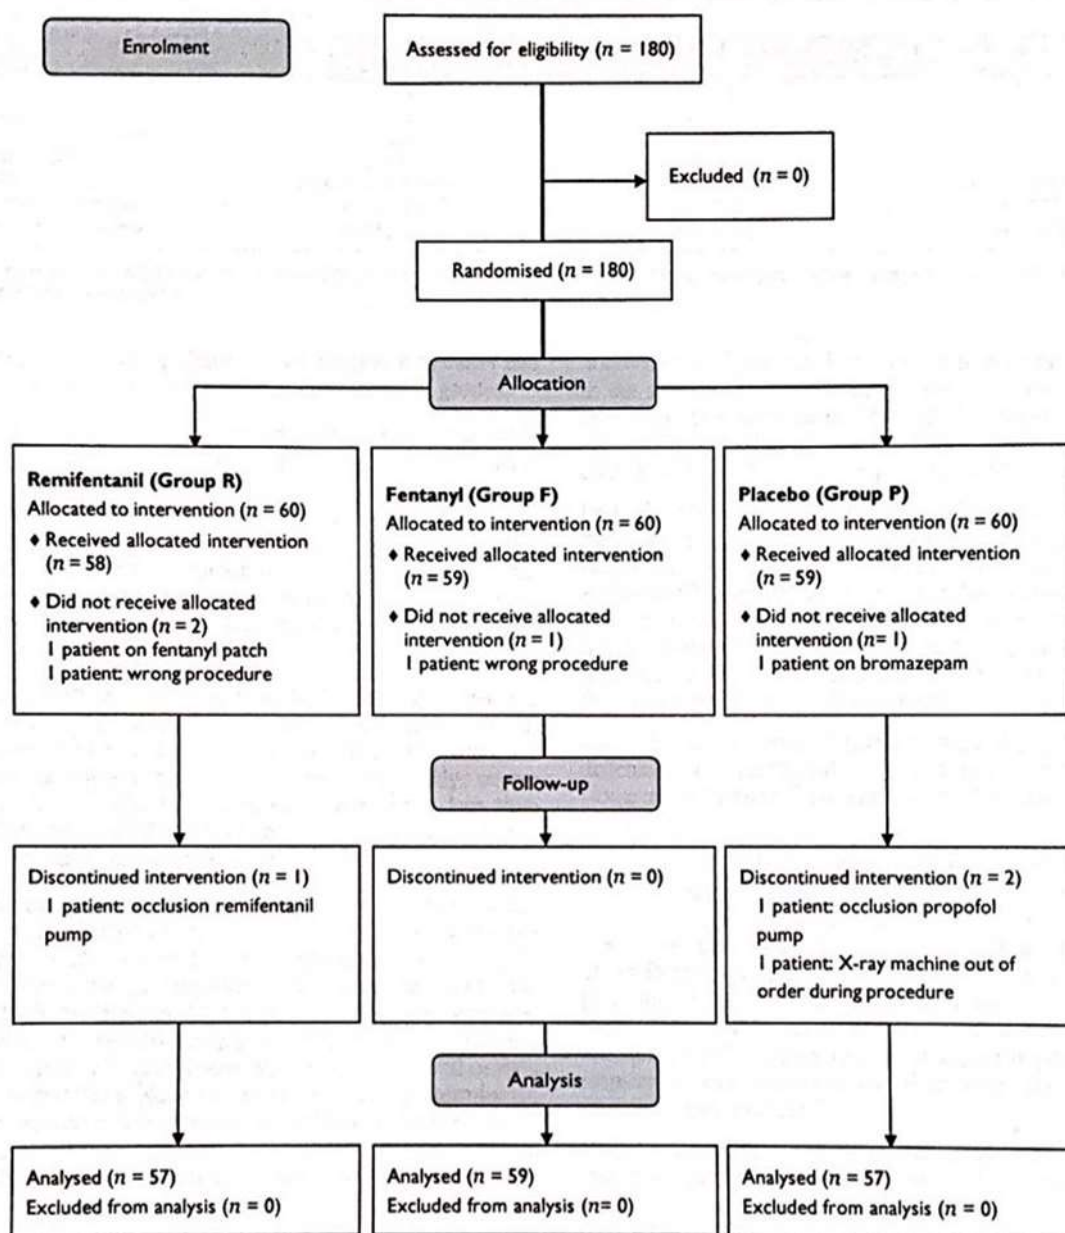 Enrolment
Assessed for eligibility (n = 180)
Excluded (n = 0)
Randomised (n = 180)
Allocation
Remifentanil (Group R)
Allocated to intervention (n = 60)
♦ Received allocated intervention
(n = 58)
♦ Did not receive allocated
intervention (n = 2)
1 patient on fentanyl patch
1 patient: wrong procedure
Fentanyl (Group F)
Allocated to intervention (n = 60)
♦ Received allocated intervention
(n = 59)
♦ Did not receive allocated
intervention (n = 1)
1 patient: wrong procedure
Placebo (Group P)
Allocated to intervention (n = 60)
♦ Received allocated intervention
(n = 59)
♦ Did not receive allocated
intervention (n= 1)
1 patient on bromazepam
Follow-up
Discontinued intervention (n = 1)
1 patient: occlusion remifentanil
pump
Discontinued intervention (n = 0)
Discontinued intervention (n = 2)
1 patient: occlusion propofol
pump
1 patient: X-ray machine out of
order during procedure
Analysis
Analysed (n = 57)
Excluded from analysis (n = 0)
Analysed (n = 59)
Excluded from analysis (n= 0)
Analysed (n = 57)
Excluded from analysis (n = 0)